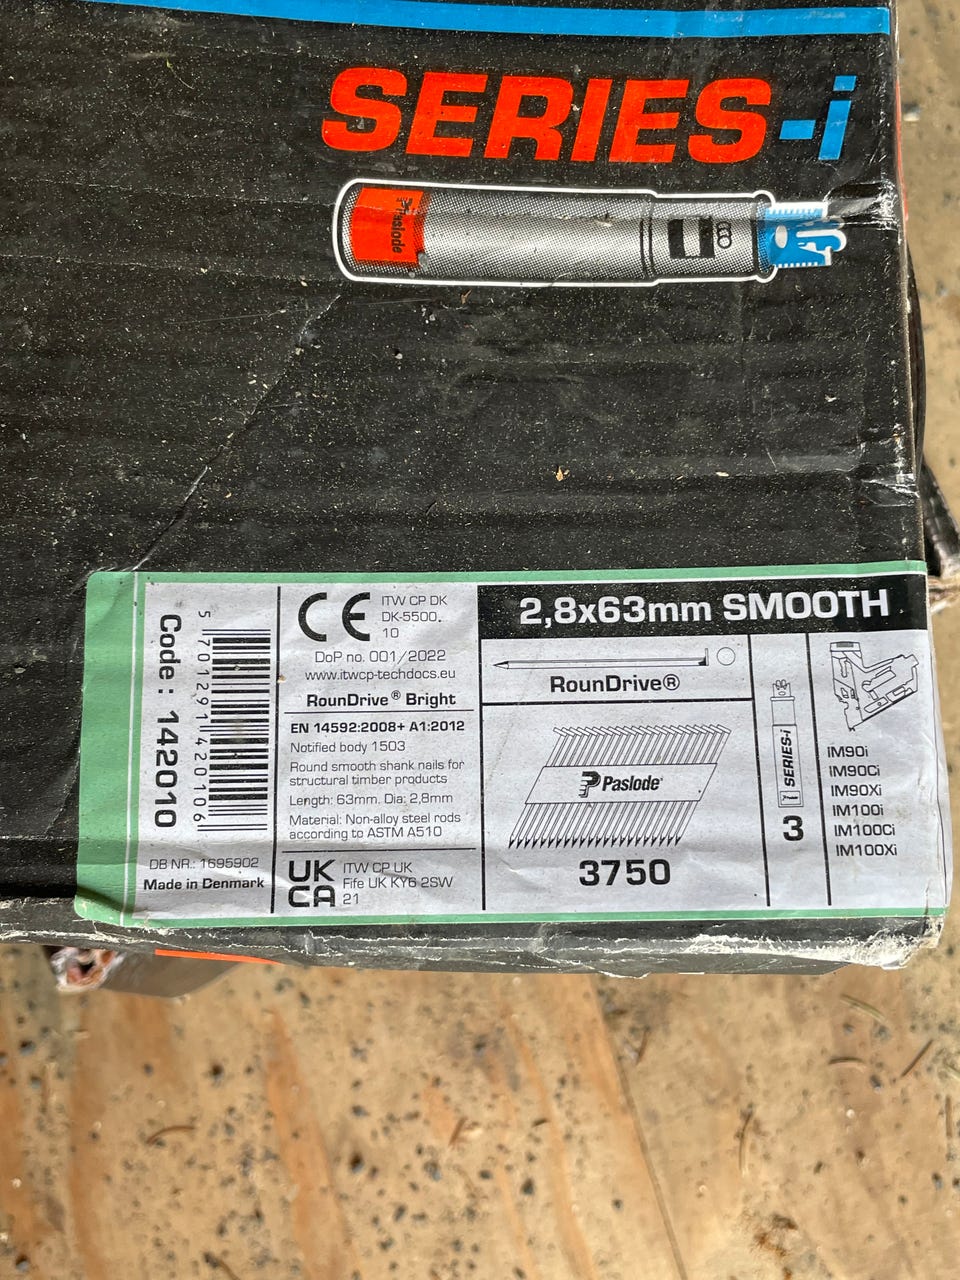 SERIES-i
Paslode
Code : 142010
5 701291 420106
DB NR.: 1695902
Made in Denmark
CE
ITW CP DK
DK-5500.
10
DoP no. 001/2022
www.itwcp-techdocs.eu
RounDrive® Bright
EN 14592:2008+ A1:2012
Notified body 1503
Round smooth shank nails for
structural timber products
Length: 63mm. Dia: 2,8mm
Material: Non-alloy steel rods
according to ASTM A510
UK
CA
ITW CP UK
Fife UK KY6 2SW
21
2,8x63mm SMOOTH
RounDrive®
Paslode®
3750
SERIES-i
3
IM90i
IM90Ci
IM90Xi
IM100i
IM100Ci
IM100Xi